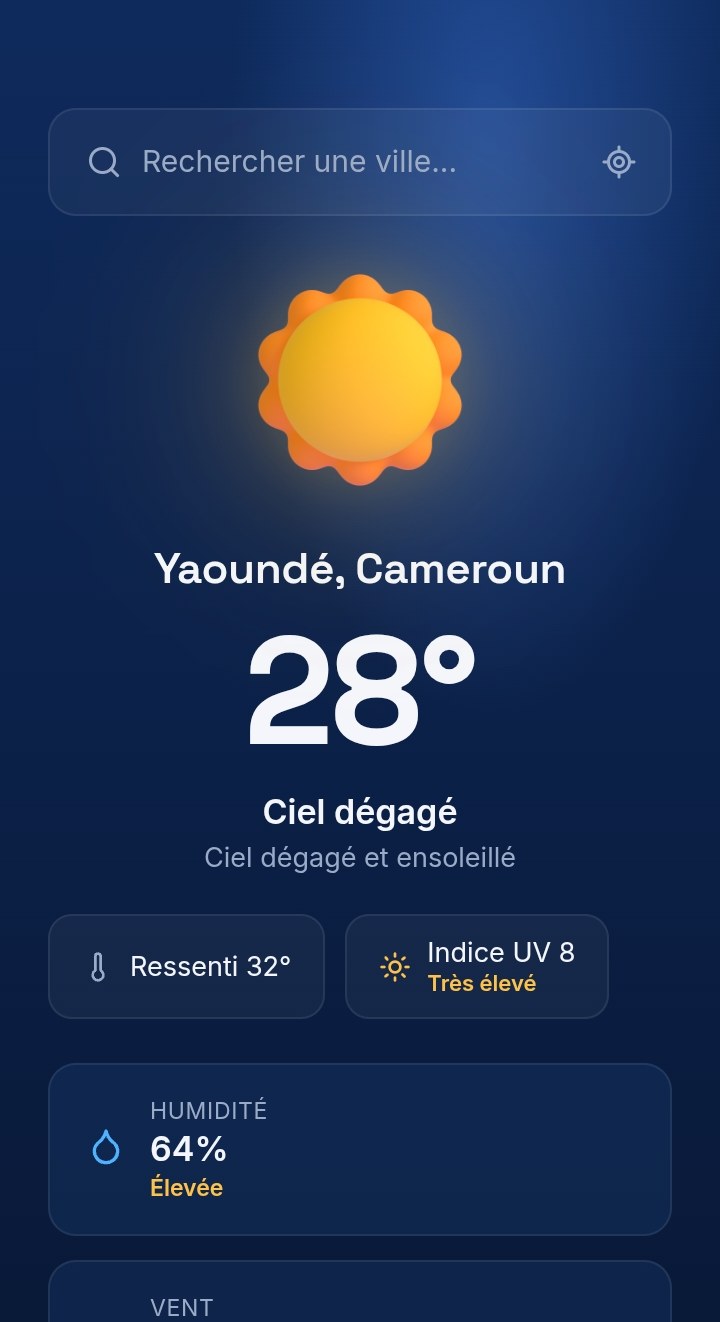 Rechercher une ville...
Yaoundé, Cameroun
28°
Ciel dégagé
Ciel dégagé et ensoleillé
Ressenti 32°
Indice UV 8
Très élevé
HUMIDITÉ
64%
Élevée
VENT